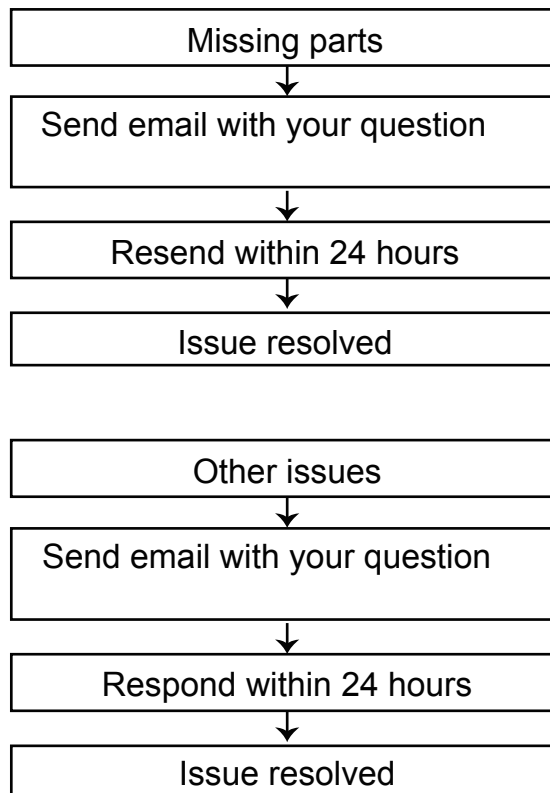 Missing parts
Send email with your question
Resend within 24 hours
Issue resolved
Other issues
Send email with your question
Respond within 24 hours
Issue resolved